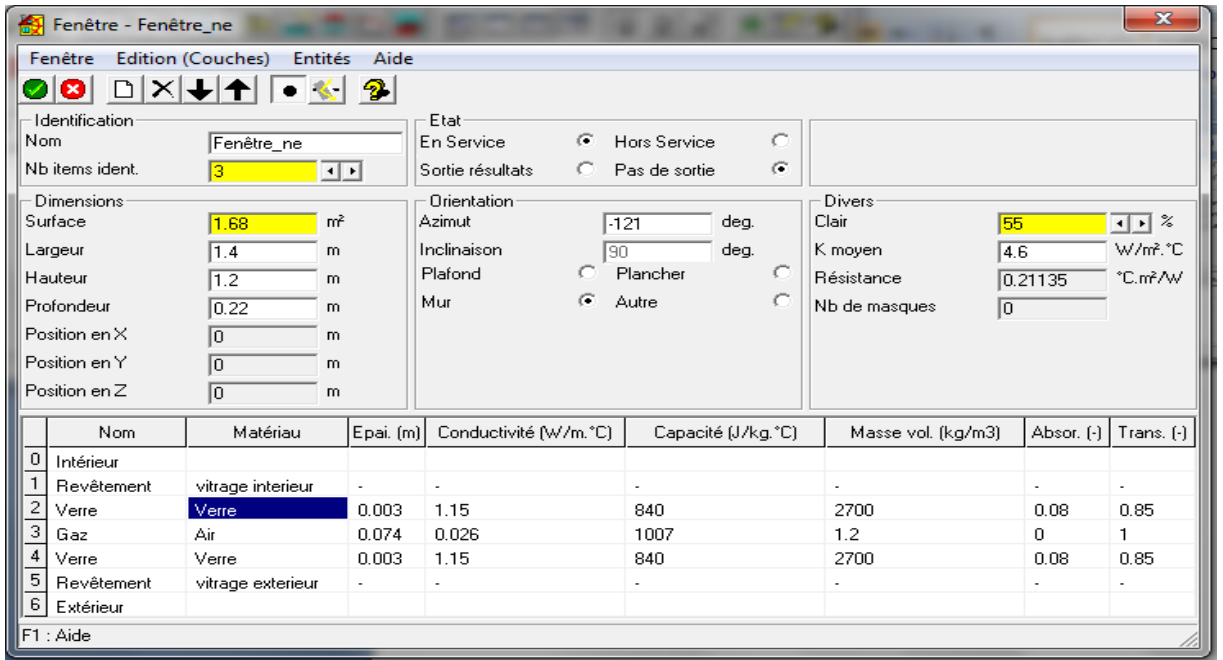 Fenêtre - Fenêtre_ne
Fenêtre Edition (Couches) Entités Aide
Identification
Nom Fenêtre_ne
Nb items ident. 3
Etat
En Service Hors Service
Sortie résultats Pas de sortie
Dimensions
Surface 1.68 m²
Largeur 1.4 m
Hauteur 1.2 m
Profondeur 0.22 m
Position en X 0 m
Position en Y 0 m
Position en Z 0 m
Orientation
Azimut -121 deg.
Inclinaison 90 deg.
Plafond Plancher
Mur Autre
Divers
Clair 55 %
K moyen 4.6 W/m².°C
Résistance 0.21135 °C.m²/W
Nb de masques 0
Nom Matériau Epai. (m) Conductivité (W/m.°C) Capacité (J/kg.°C) Masse vol. (kg/m3) Absor. (-) Trans. (-)
0 Intérieur
1 Revêtement vitrage interieur - - - - - -
2 Verre Verre 0.003 1.15 840 2700 0.08 0.85
3 Gaz Air 0.074 0.026 1007 1.2 0 1
4 Verre Verre 0.003 1.15 840 2700 0.08 0.85
5 Revêtement vitrage exterieur - - - - - -
6 Extérieur
F1 : Aide